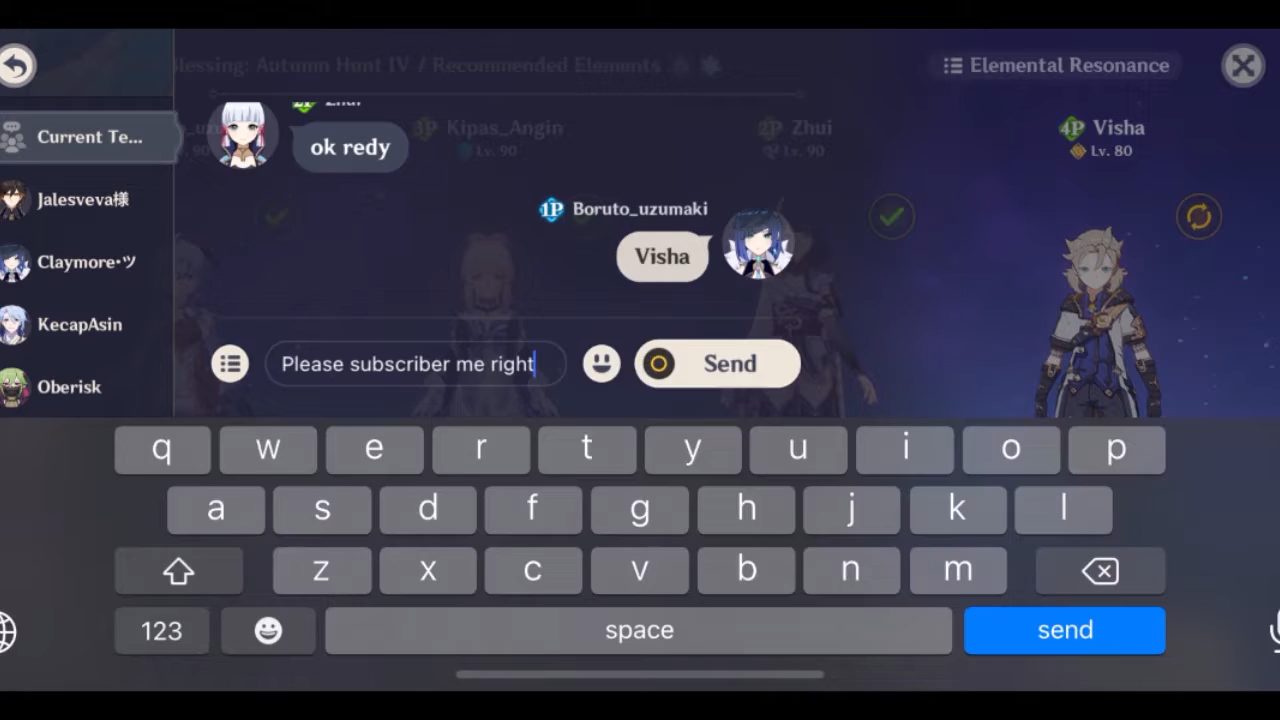 lessing: Autumn Hunt IV / Recommended Elements
Elemental Resonance
Current Te...
Zhui
ok redy
3P Kipas_Angin
Lv. 90
2P Zhui
Lv. 90
4P Visha
Lv. 80
Jalesveva様
1P Boruto_uzumaki
Visha
Claymore·ツ
KecapAsin
Please subscriber me right
Send
Oberisk
q w e r t y u i o p
a s d f g h j k l
z x c v b n m
123
space
send